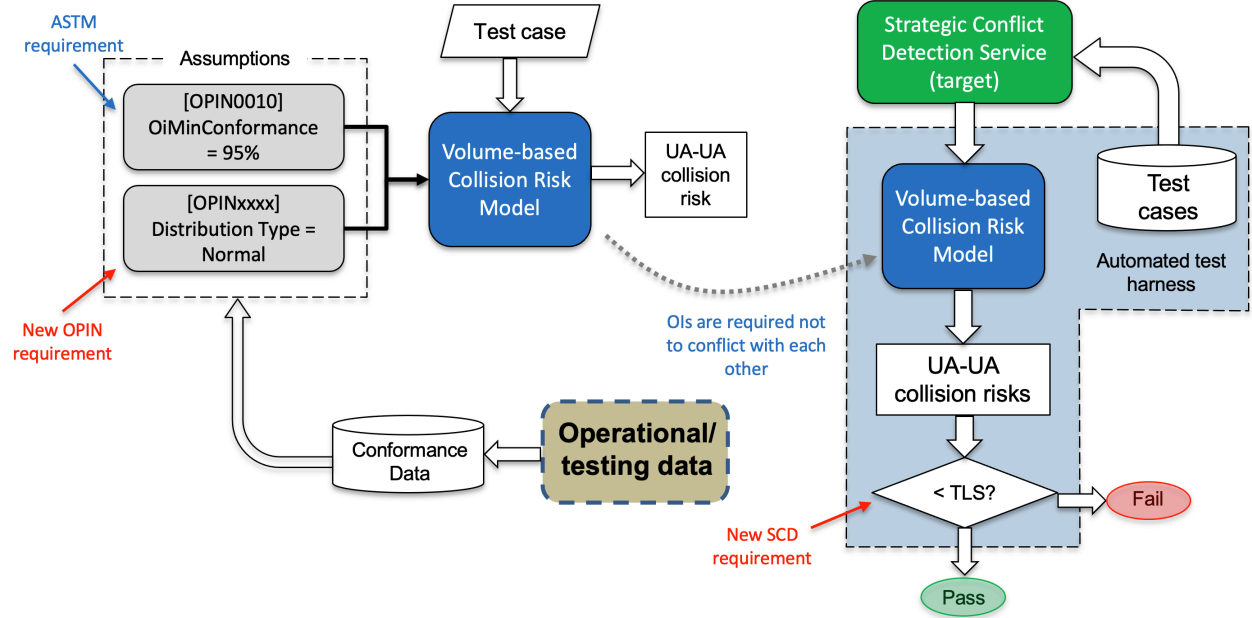 ASTM
requirement
Assumptions
[OPIN0010]
OiMinConformance
= 95%
[OPINxxxx]
Distribution Type =
Normal
New OPIN
requirement
Test case
Volume-based
Collision Risk
Model
UA-UA
collision
risk
Conformance
Data
Operational/
testing data
OIs are required not
to conflict with each
other
Strategic Conflict
Detection Service
(target)
Test
cases
Automated test
harness
Volume-based
Collision Risk
Model
UA-UA
collision risks
< TLS?
New SCD
requirement
Fail
Pass